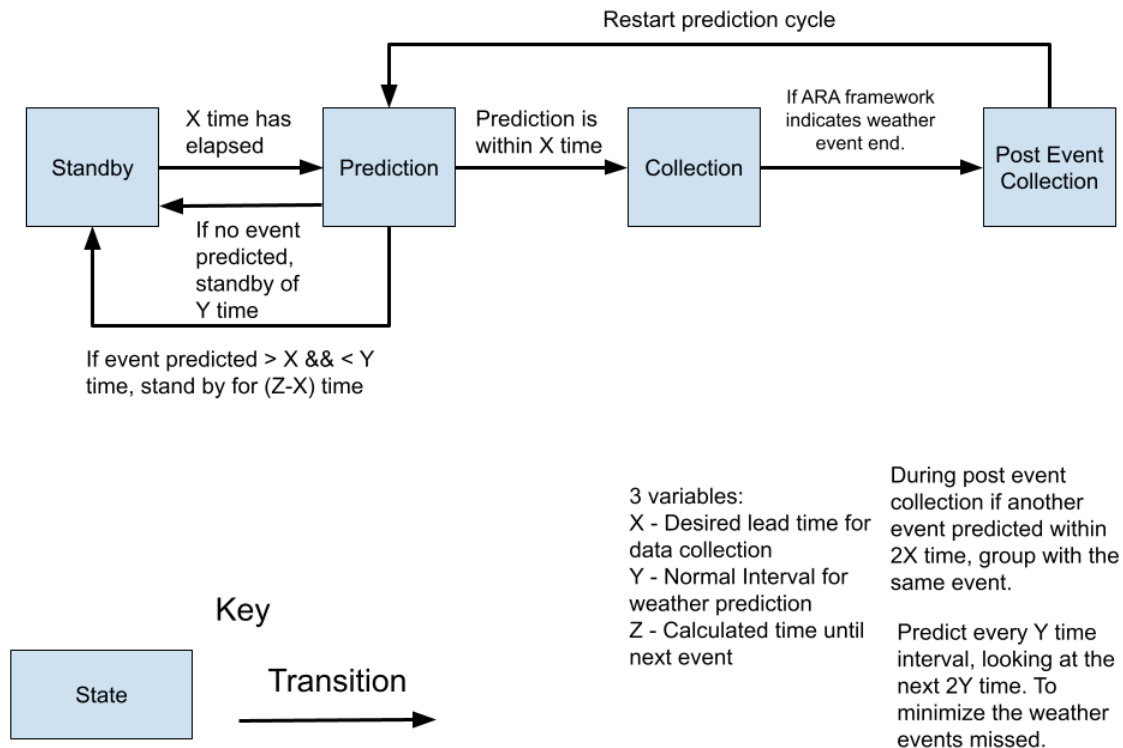 Restart prediction cycle
X time has
elapsed
Prediction is
within X time
If ARA framework
indicates weather
event end.
Standby
Prediction
Collection
Post Event
Collection
If no event
predicted,
standby of
Y time
If event predicted > X && < Y
time, stand by for (Z-X) time
3 variables:
X - Desired lead time for
data collection
Y - Normal Interval for
weather prediction
Z - Calculated time until
next event
During post event
collection if another
event predicted within
2X time, group with the
same event.
Predict every Y time
interval, looking at the
next 2Y time. To
minimize the weather
events missed.
Key
State
Transition